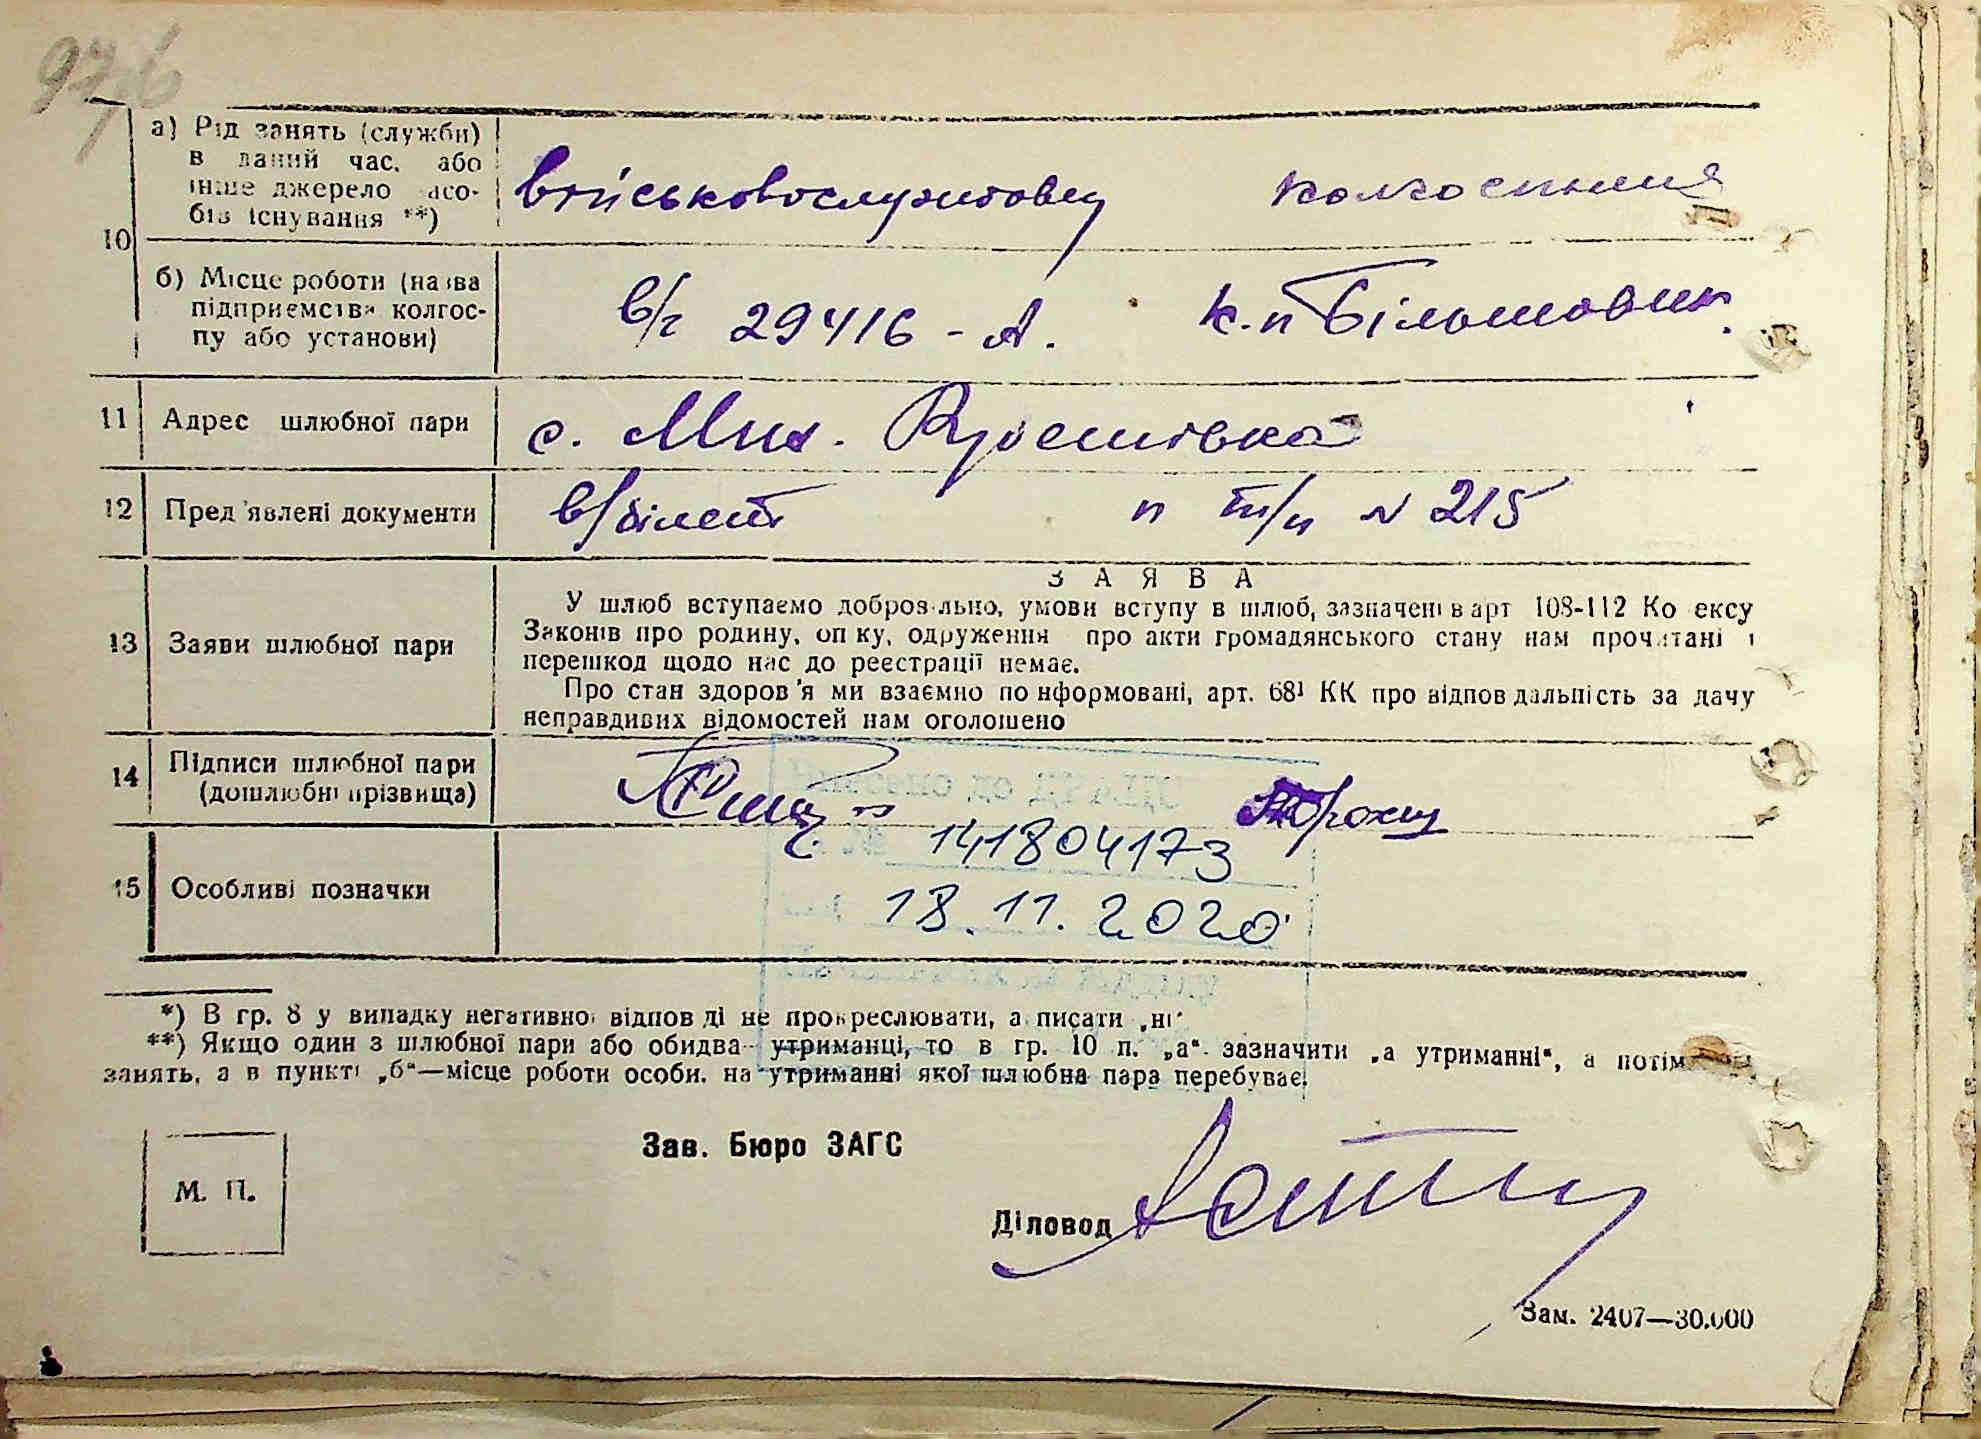 97
а) Рід занять (служби)
в даний час, або
інше джерело засо-
бів існування **)
військовослужбовец колгоспниця
10
б) Місце роботи (назва
підприємства колгос-
пу або установи)
в/ч 29416 - А. к.п Більшовик.
11 Адрес шлюбної пари
с. Мих.
12 Пред'явлені документи
в/білет п т/п № 215
ЗАЯВА
13 Заяви шлюбної пари
У шлюб вступаємо добровільно, умови вступу в шлюб, зазначені в арт 108-112 Кодексу
Законів про родину, опіку, одруження про акти громадянського стану нам прочитані і
перешкод щодо нас до реєстрації немає.
Про стан здоров'я ми взаємно поінформовані, арт. 68¹ КК про відповідальність за дачу
неправдивих відомостей нам оголошено
14 Підписи шлюбної пари
(дошлюбні прізвища)
141804173
15 Особливі позначки
18.11.2020
*) В гр. 8 у випадку негативної відповіді не прокреслювати, а писати „ні"
**) Якщо один з шлюбної пари або обидва утриманці, то в гр. 10 п. „а" зазначити „а утриманні", а потім
занять, а в пункті „б"—місце роботи особи, на утриманні якої шлюбна пара перебуває.
Зав. Бюро ЗАГС
М. П.
Діловод
Зам. 2407—30.000